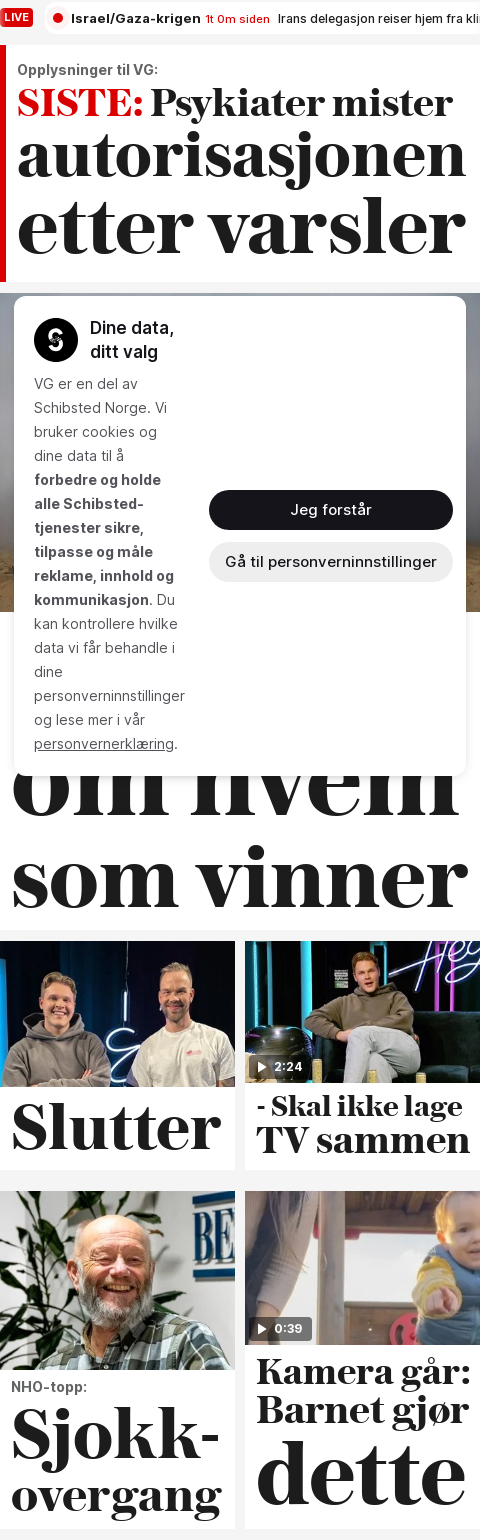 LIVE
Israel/Gaza-krigen 1t 0m siden Irans delegasjon reiser hjem fra
Opplysninger til VG:
SISTE: Psykiater mister
autorisasjonen
etter varsler
Dine data,
ditt valg
VG er en del av
Schibsted Norge. Vi
bruker cookies og
dine data til å
forbedre og holde
alle Schibsted-
tjenester sikre,
tilpasse og måle
reklame, innhold og
kommunikasjon. Du
kan kontrollere hvilke
data vi får behandle i
dine
personverninnstillinger
og lese mer i vår
personvernerklæring.
Jeg forstår
Gå til personverninnstillinger
om hvem
som vinner
Slutter
2:24
- Skal ikke lage
TV sammen
NHO-topp:
Sjokk-
overgang
0:39
Kamera går:
Barnet gjør
dette